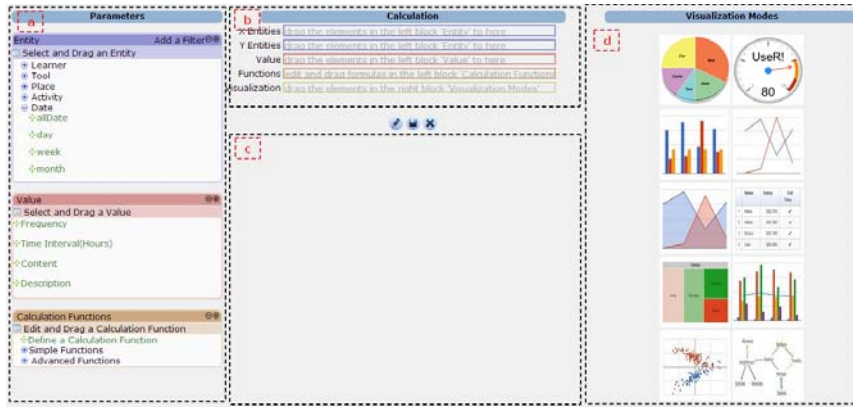 a
Parameters
Entity Add a Filter
Select and Drag an Entity
Learner
Tool
Place
Activity
Date
allDate
day
week
month
Value
Select and Drag a Value
Frequency
Time Interval(Hours)
Content
Description
Calculation Functions
Edit and Drag a Calculation Function
Define a Calculation Function
Simple Functions
Advanced Functions
b
Calculation
X Entities drag the elements in the left block 'Entity' to here
Y Entities drag the elements in the left block 'Entity' to here
Value drag the elements in the left block 'Value' to here
Functions edit and drag formulas in the left block 'Calculation Functions
isualization drag the elements in the right block 'Visualization Modes'
c
Visualization Modes
d
UseR!
80
Name